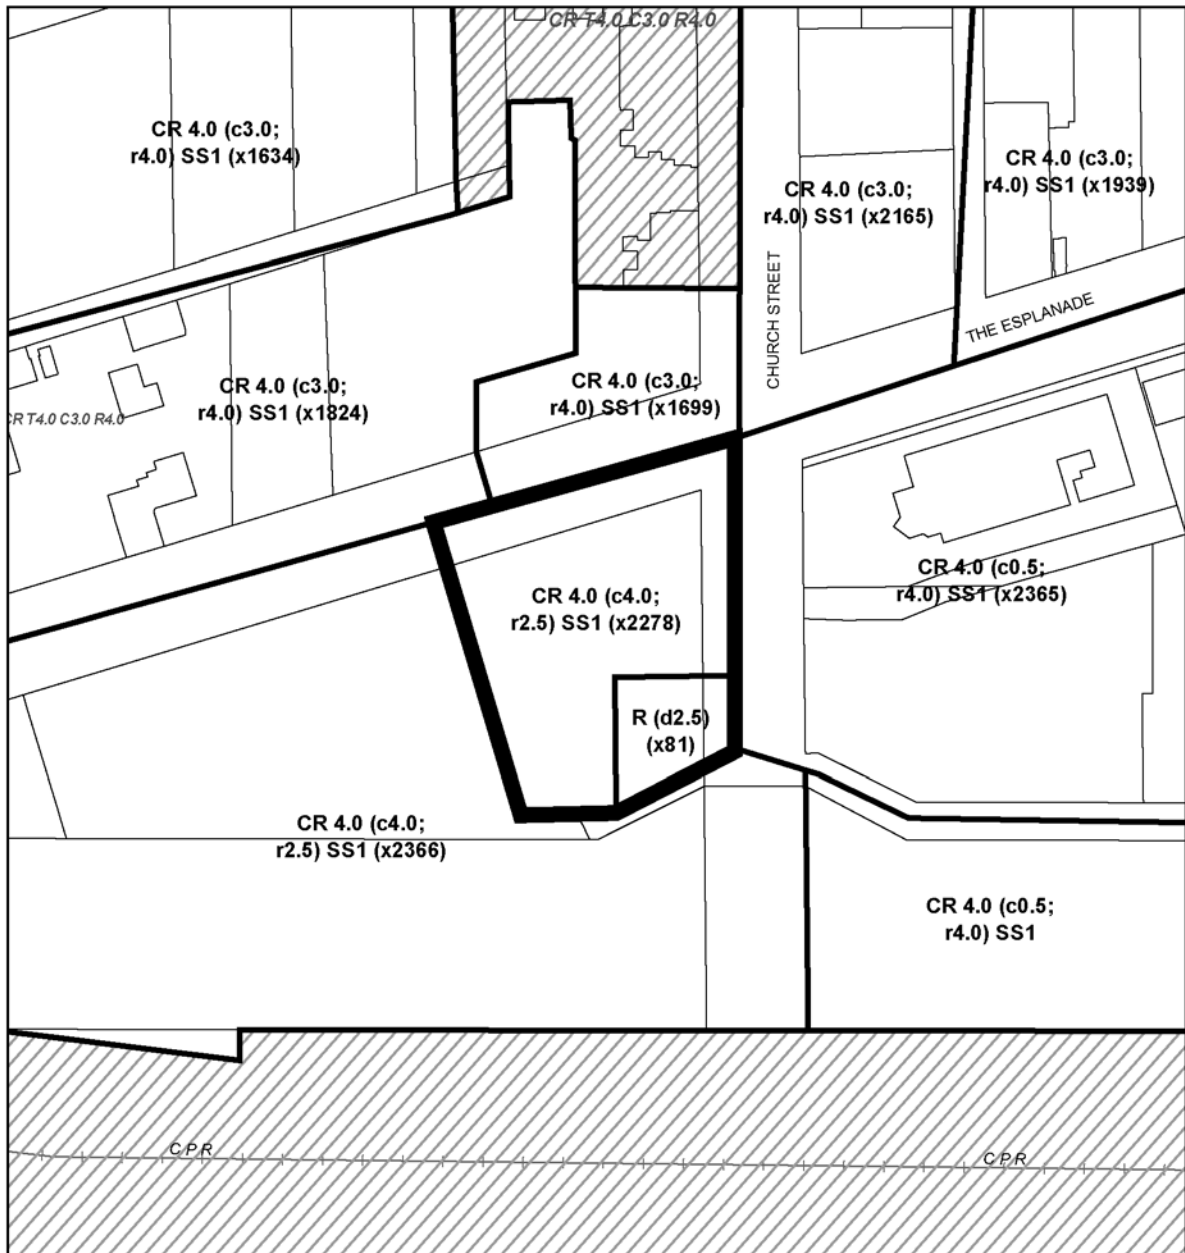 CR T4.0 C3.0 R4.0
CR 4.0 (c3.0;
r4.0) SS1 (x1634)
CR 4.0 (c3.0;
r4.0) SS1 (x2165)
CR 4.0 (c3.0;
r4.0) SS1 (x1939)
CHURCH STREET
THE ESPLANADE
CR 4.0 (c3.0;
r4.0) SS1 (x1824)
CR T4.0 C3.0 R4.0
CR 4.0 (c3.0;
r4.0) SS1 (x1699)
CR 4.0 (c4.0;
r2.5) SS1 (x2278)
CR 4.0 (c0.5;
r4.0) SS1 (x2365)
R (d2.5)
(x81)
CR 4.0 (c4.0;
r2.5) SS1 (x2366)
CR 4.0 (c0.5;
r4.0) SS1
CPR
CPR